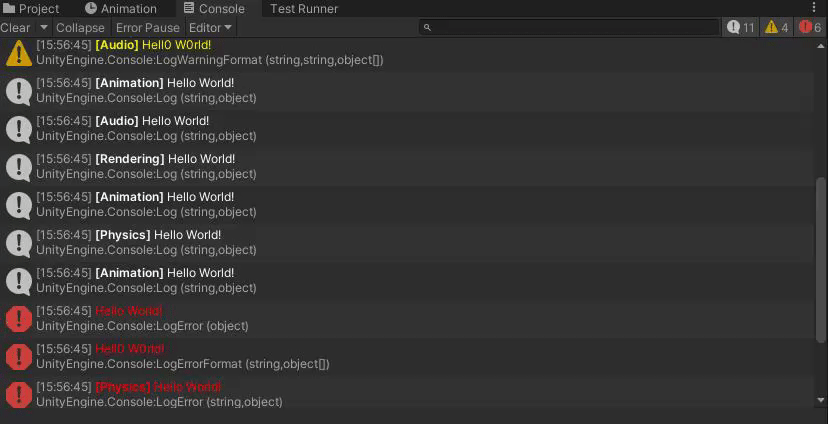 Project Animation Console Test Runner
Clear Collapse Error Pause Editor 11 4 6
[15:56:45] [Audio] Hell0 W0rld!
UnityEngine.Console:LogWarningFormat (string,string,object[])
[15:56:45] [Animation] Hello World!
UnityEngine.Console:Log (string,object)
[15:56:45] [Audio] Hello World!
UnityEngine.Console:Log (string,object)
[15:56:45] [Rendering] Hello World!
UnityEngine.Console:Log (string,object)
[15:56:45] [Animation] Hello World!
UnityEngine.Console:Log (string,object)
[15:56:45] [Physics] Hello World!
UnityEngine.Console:Log (string,object)
[15:56:45] [Animation] Hello World!
UnityEngine.Console:Log (string,object)
[15:56:45] Hello World!
UnityEngine.Console:LogError (object)
[15:56:45] Hell0 W0rld!
UnityEngine.Console:LogErrorFormat (string,object[])
[15:56:45] [Physics] Hello World!
UnityEngine.Console:LogError (string,object)